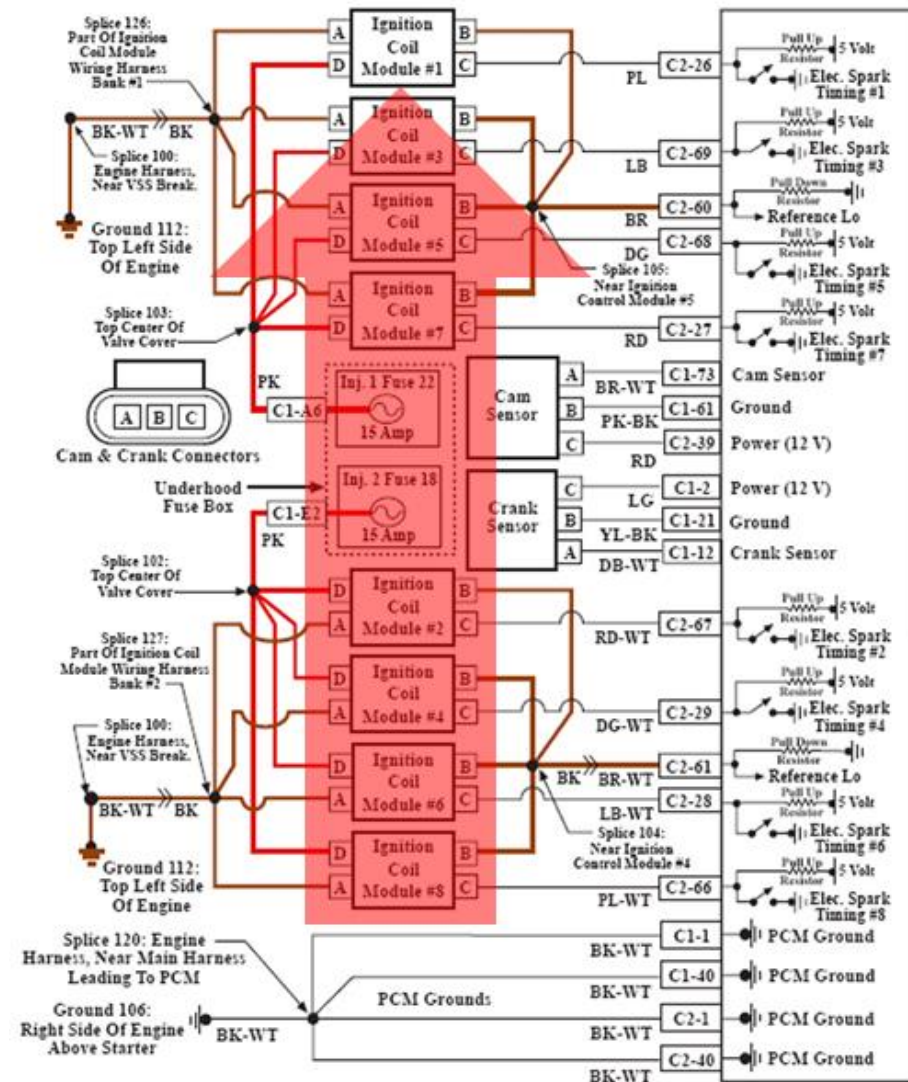 Splice 126:
Part Of Ignition
Coil Module
Wiring Harness
Bank #1
A
Ignition
Coil
Module #1
B
D
C
PL
C2-26
Pull Up
Resistor
5 Volt
Elec. Spark
Timing #1
BK-WT
BK
Splice 100:
Engine Harness,
Near VSS Break.
A
Ignition
Coil
Module #3
B
D
C
LB
C2-69
Pull Up
Resistor
5 Volt
Elec. Spark
Timing #3
Ground 112:
Top Left Side
Of Engine
A
Ignition
Coil
Module #5
B
D
C
BR
C2-60
Pull Down
Resistor
Reference Lo
DG
C2-68
Pull Up
Resistor
5 Volt
Elec. Spark
Timing #5
Splice 105:
Near Ignition
Control Module #5
Splice 103:
Top Center Of
Valve Cover
A
Ignition
Coil
Module #7
B
D
C
RD
C2-27
Pull Up
Resistor
5 Volt
Elec. Spark
Timing #7
PK
C1-A6
Inj. 1 Fuse 22
15 Amp
A B C
Cam & Crank Connectors
Cam
Sensor
A
BR-WT
C1-73
Cam Sensor
B
PK-BK
C1-61
Ground
C
RD
C2-39
Power (12 V)
Underhood
Fuse Box
Inj. 2 Fuse 18
15 Amp
C1-E2
PK
Crank
Sensor
C
LG
C1-2
Power (12 V)
B
YL-BK
C1-21
Ground
A
DB-WT
C1-12
Crank Sensor
Splice 102:
Top Center Of
Valve Cover
D
Ignition
Coil
Module #2
B
A
C
RD-WT
C2-67
Pull Up
Resistor
5 Volt
Elec. Spark
Timing #2
Splice 127:
Part Of Ignition Coil
Module Wiring Harness
Bank #2
D
Ignition
Coil
Module #4
B
A
C
DG-WT
C2-29
Pull Up
Resistor
5 Volt
Elec. Spark
Timing #4
Splice 100:
Engine Harness,
Near VSS Break.
BK-WT
BK
D
Ignition
Coil
Module #6
B
A
C
BK
BR-WT
C2-61
Pull Down
Resistor
Reference Lo
LB-WT
C2-28
Pull Up
Resistor
5 Volt
Elec. Spark
Timing #6
Splice 104:
Near Ignition
Control Module #4
Ground 112:
Top Left Side
Of Engine
D
Ignition
Coil
Module #8
B
A
C
PL-WT
C2-66
Pull Up
Resistor
5 Volt
Elec. Spark
Timing #8
Splice 120: Engine
Harness, Near Main Harness
Leading To PCM
BK-WT
C1-1
PCM Ground
BK-WT
C1-40
PCM Ground
Ground 106:
Right Side Of Engine
Above Starter
BK-WT
PCM Grounds
BK-WT
C2-1
PCM Ground
BK-WT
C2-40
PCM Ground